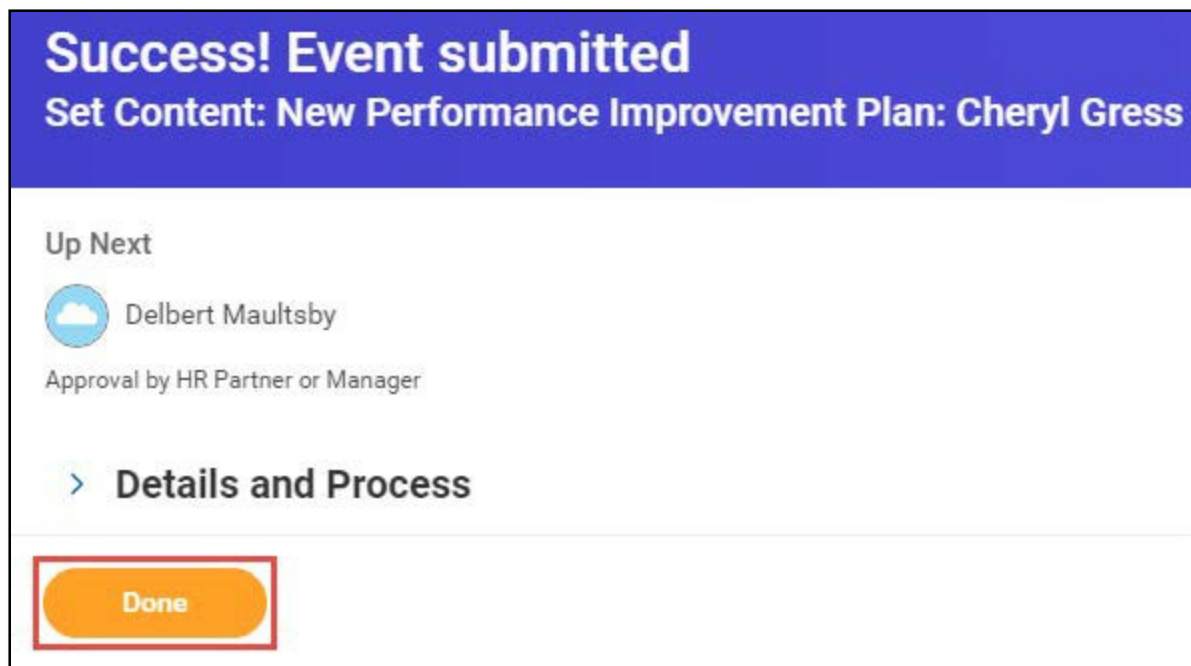 Success! Event submitted
Set Content: New Performance Improvement Plan: Cheryl Gress
Up Next
Delbert Maultsby
Approval by HR Partner or Manager
Details and Process
Done